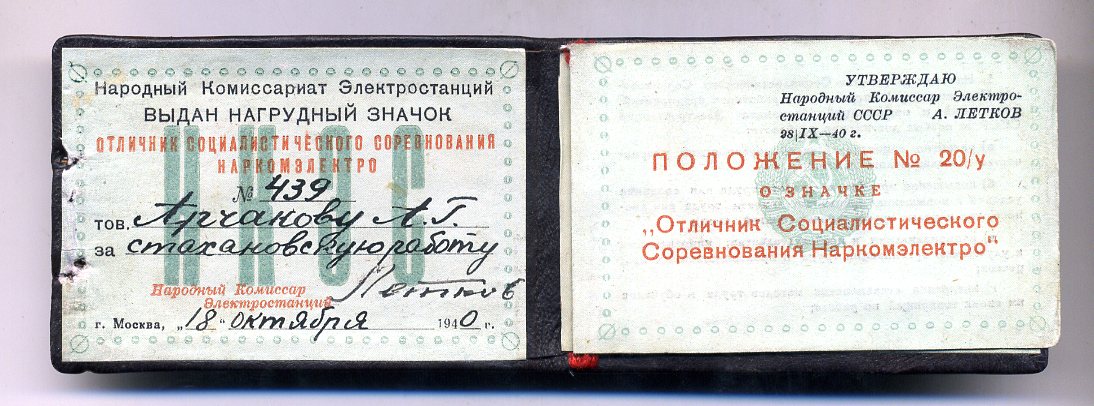 Народный Комиссариат Электростанций
ВЫДАН НАГРУДНЫЙ ЗНАЧОК
ОТЛИЧНИК СОЦИАЛИСТИЧЕСКОГО СОРЕВНОВАНИЯ
НАРКОМЭЛЕКТРО
№ 439
тов. Арчакову А. Г.
за стахановскую работу
Народный Комиссар
Электростанций Летков
г. Москва, „18" октября 1940 г.
УТВЕРЖДАЮ
Народный Комиссар Электро-
станций СССР А. ЛЕТКОВ
28|IX—40 г.
ПОЛОЖЕНИЕ № 20/у
О ЗНАЧКЕ
„Отличник Социалистического
Соревнования Наркомэлектро"